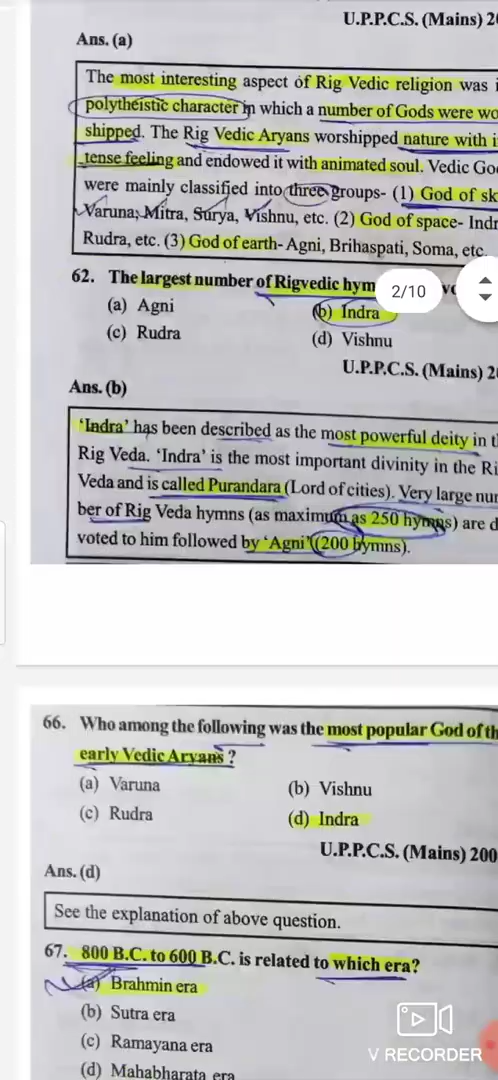 U.P.P.C.S. (Mains) 2
Ans. (a)
The most interesting aspect of Rig Vedic religion was i
polytheistic character in which a number of Gods were wo
shipped. The Rig Vedic Aryans worshipped nature with i
tense feeling and endowed it with animated soul. Vedic Go
were mainly classified into three groups- (1) God of sk
Varuna, Mitra, Surya, Vishnu, etc. (2) God of space- Indr
Rudra, etc. (3) God of earth- Agni, Brihaspati, Soma, etc.
62. The largest number of Rigvedic hym
2/10
(a) Agni
(b) Indra
(c) Rudra
(d) Vishnu
U.P.P.C.S. (Mains) 2
Ans. (b)
'Indra' has been described as the most powerful deity in t
Rig Veda. 'Indra' is the most important divinity in the Ri
Veda and is called Purandara (Lord of cities). Very large nu
ber of Rig Veda hymns (as maximum as 250 hymns) are d
voted to him followed by 'Agni' (200 hymns).
66. Who among the following was the most popular God of th
early Vedic Aryans ?
(a) Varuna
(b) Vishnu
(c) Rudra
(d) Indra
U.P.P.C.S. (Mains) 200
Ans. (d)
See the explanation of above question.
67. 800 B.C. to 600 B.C. is related to which era?
(a) Brahmin era
(b) Sutra era
(c) Ramayana era
(d) Mahabharata era
V RECORDER